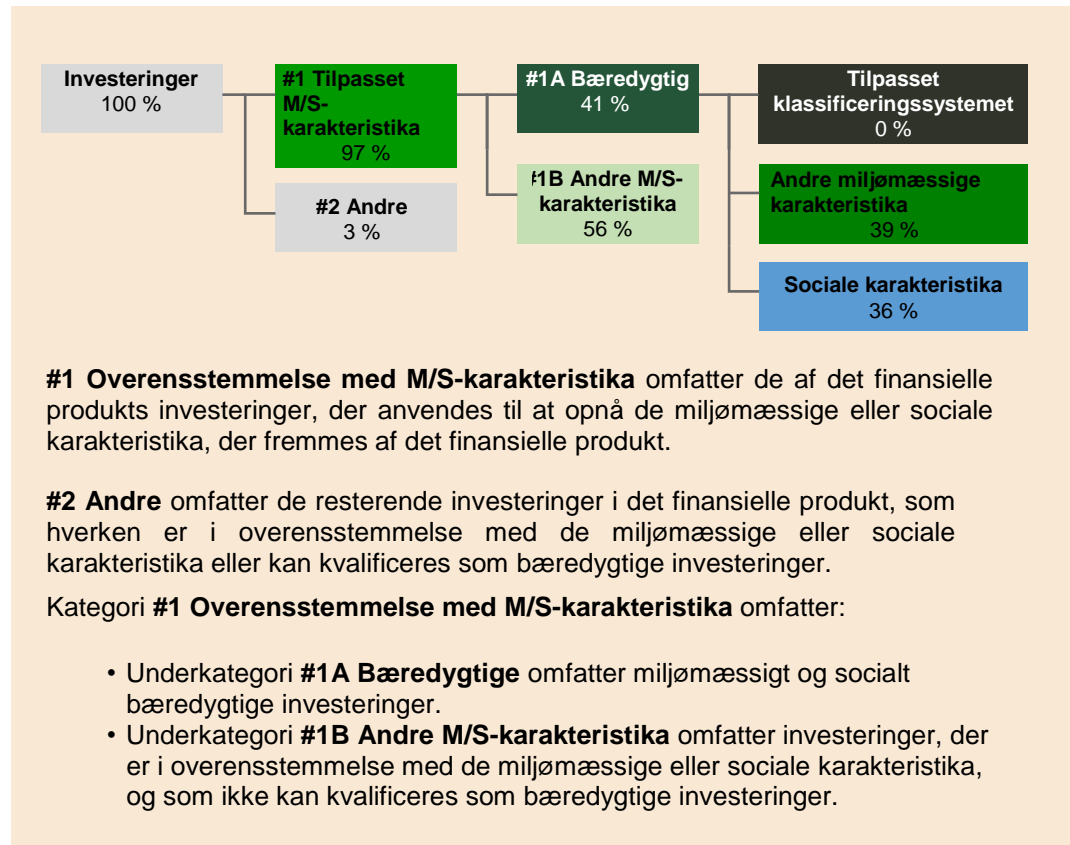 Investeringer
100 %
#1 Tilpasset
M/S-
karakteristika
97 %
#2 Andre
3 %
#1A Bæredygtig
41 %
#1B Andre M/S-
karakteristika
56 %
Tilpasset
klassificeringssystemet
0 %
Andre miljømæssige
karakteristika
39 %
Sociale karakteristika
36 %
#1 Overensstemmelse med M/S-karakteristika omfatter de af det finansielle
produkts investeringer, der anvendes til at opnå de miljømæssige eller sociale
karakteristika, der fremmes af det finansielle produkt.
#2 Andre omfatter de resterende investeringer i det finansielle produkt, som
hverken er i overensstemmelse med de miljømæssige eller sociale
karakteristika eller kan kvalificeres som bæredygtige investeringer.
Kategori #1 Overensstemmelse med M/S-karakteristika omfatter:
• Underkategori #1A Bæredygtige omfatter miljømæssigt og socialt
bæredygtige investeringer.
• Underkategori #1B Andre M/S-karakteristika omfatter investeringer, der
er i overensstemmelse med de miljømæssige eller sociale karakteristika,
og som ikke kan kvalificeres som bæredygtige investeringer.